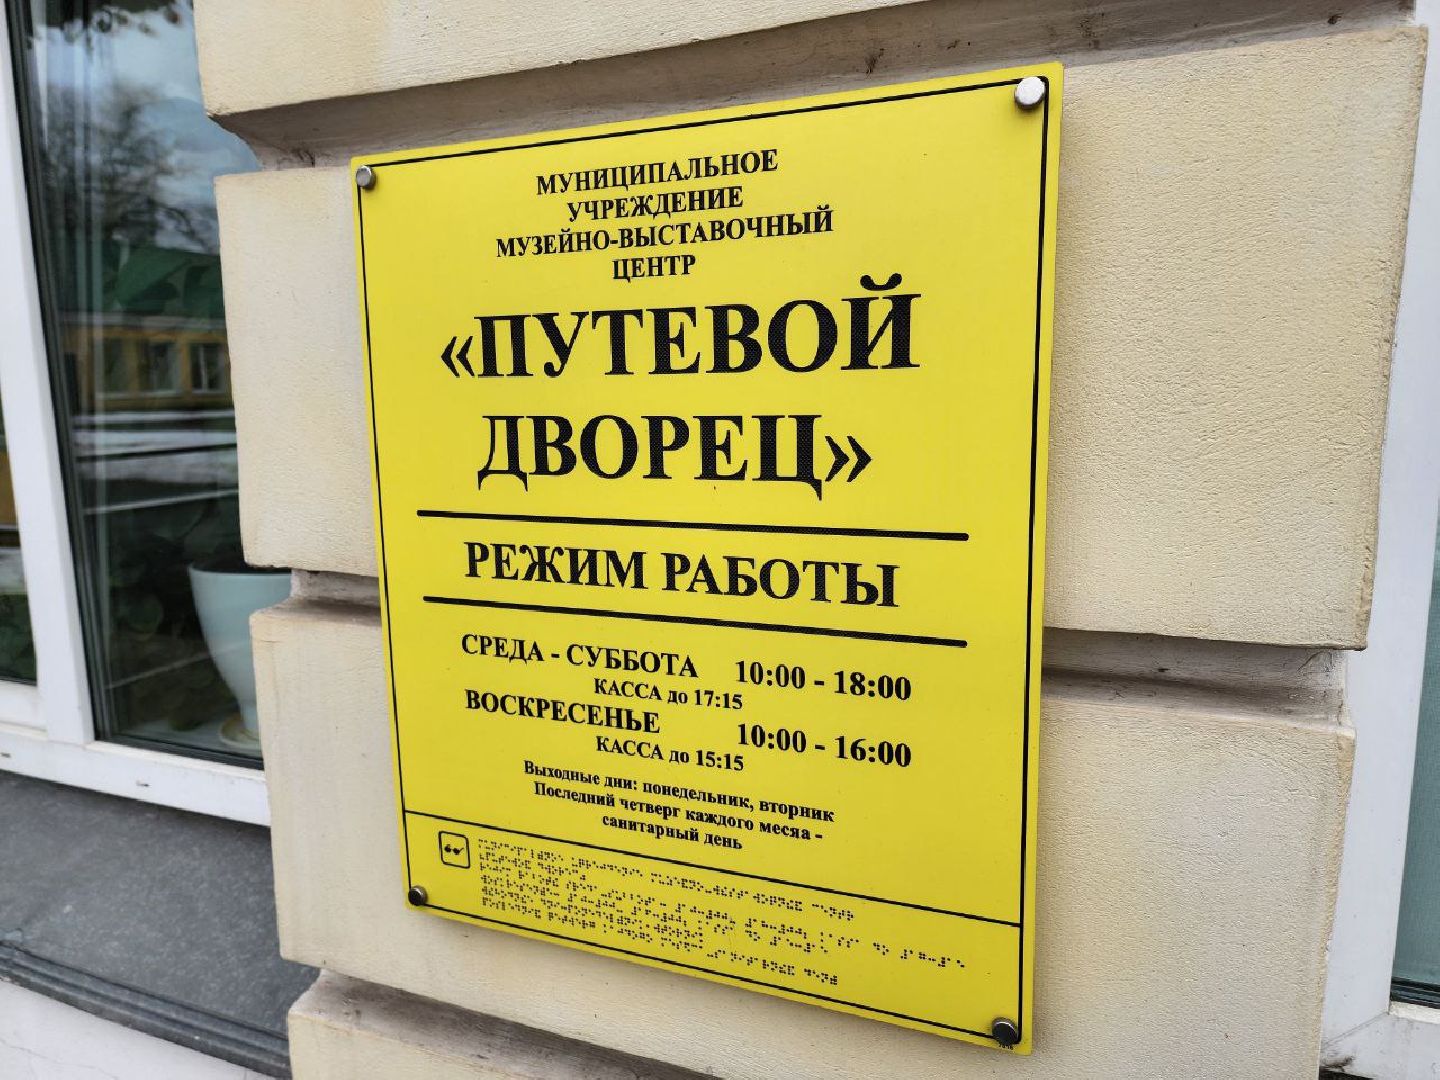 МУНИЦИПАЛЬНОЕ
УЧРЕЖДЕНИЕ
МУЗЕЙНО-ВЫСТАВОЧНЫЙ
ЦЕНТР
«ПУТЕВОЙ
ДВОРЕЦ»
РЕЖИМ РАБОТЫ
СРЕДА - СУББОТА 10:00 - 18:00
КАССА до 17:15
ВОСКРЕСЕНЬЕ 10:00 - 16:00
КАССА до 15:15
Выходные дни: понедельник, вторник
Последний четверг каждого месяа -
санитарный день